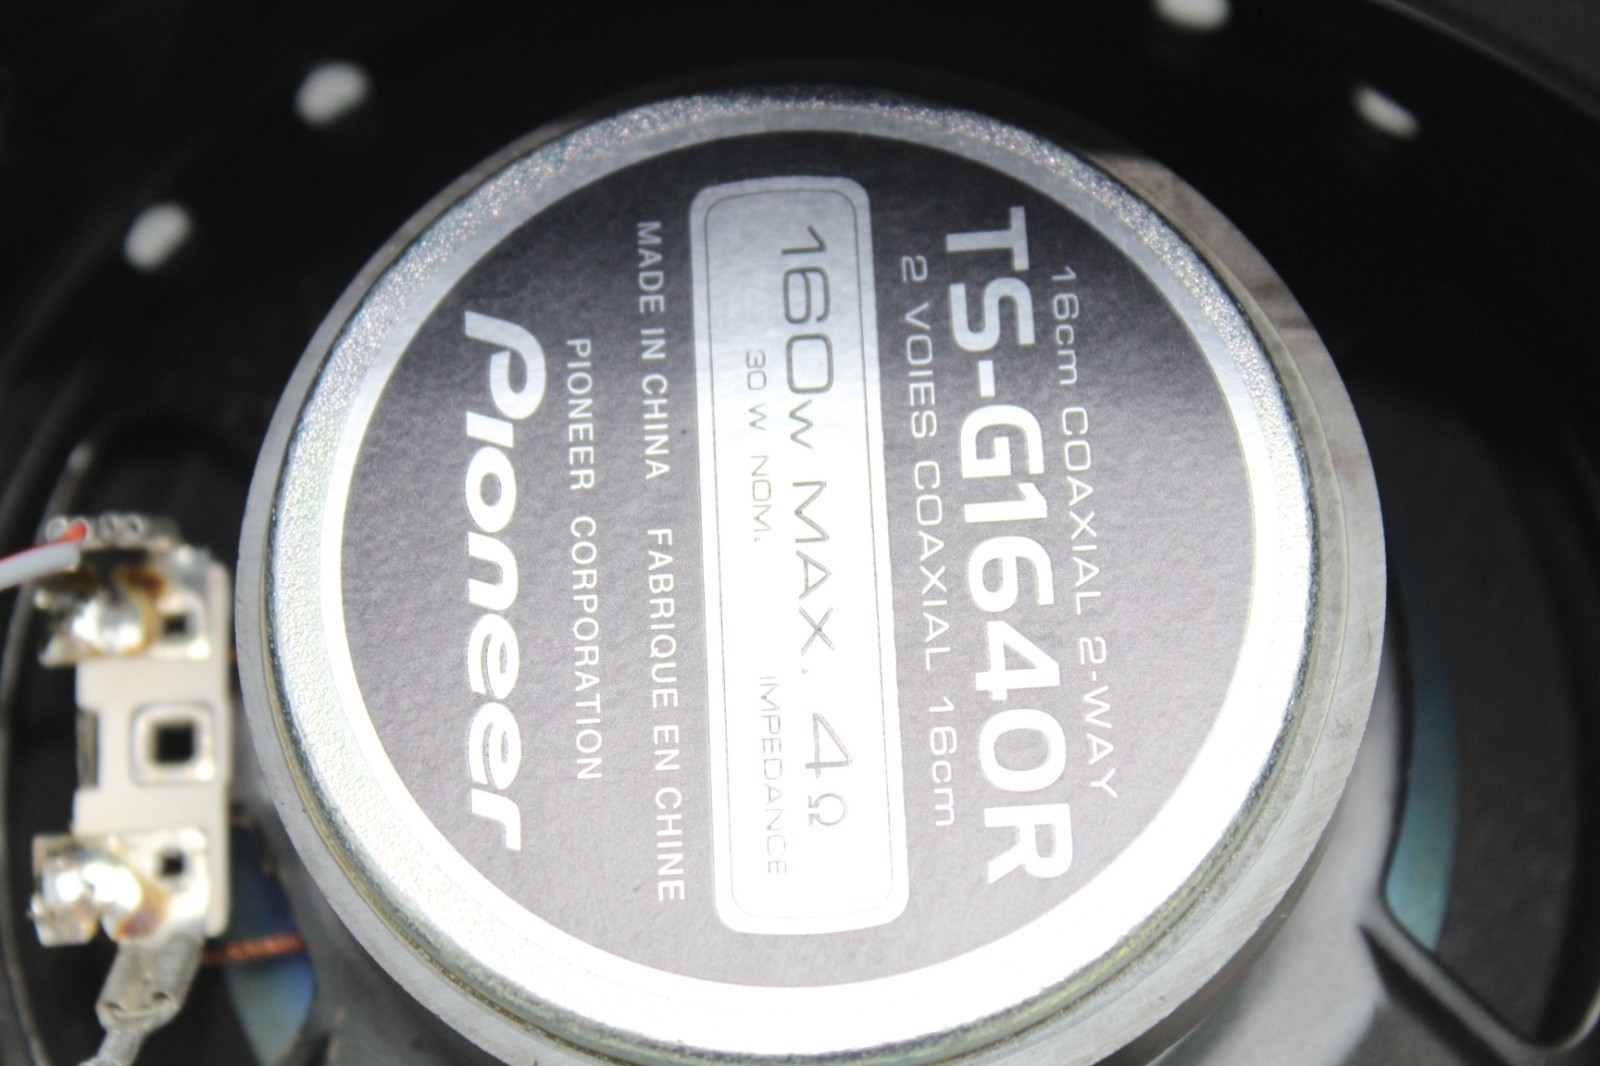 16cm COAXIAL 2-WAY
TS-G1640R
2 VOIES COAXIAL 16cm
160w MAX. 4Ω
30 W NOM. IMPEDANCE
MADE IN CHINA FABRIQUE EN CHINE
PIONEER CORPORATION
Pioneer